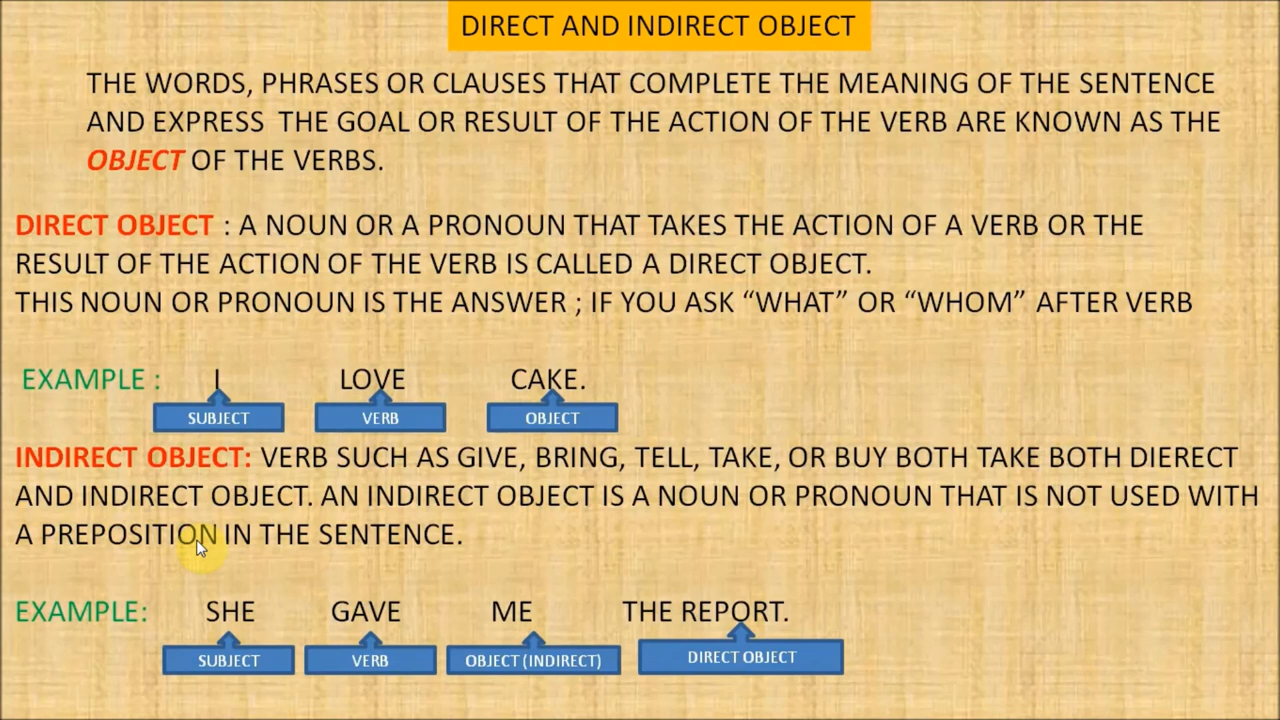 DIRECT AND INDIRECT OBJECT
THE WORDS, PHRASES OR CLAUSES THAT COMPLETE THE MEANING OF THE SENTENCE
AND EXPRESS THE GOAL OR RESULT OF THE ACTION OF THE VERB ARE KNOWN AS THE
OBJECT OF THE VERBS.
DIRECT OBJECT : A NOUN OR A PRONOUN THAT TAKES THE ACTION OF A VERB OR THE
RESULT OF THE ACTION OF THE VERB IS CALLED A DIRECT OBJECT.
THIS NOUN OR PRONOUN IS THE ANSWER ; IF YOU ASK “WHAT” OR “WHOM” AFTER VERB
EXAMPLE : I LOVE CAKE.
SUBJECT VERB OBJECT
INDIRECT OBJECT: VERB SUCH AS GIVE, BRING, TELL, TAKE, OR BUY BOTH TAKE BOTH DIERECT
AND INDIRECT OBJECT. AN INDIRECT OBJECT IS A NOUN OR PRONOUN THAT IS NOT USED WITH
A PREPOSITION IN THE SENTENCE.
EXAMPLE: SHE GAVE ME THE REPORT.
SUBJECT VERB OBJECT (INDIRECT) DIRECT OBJECT